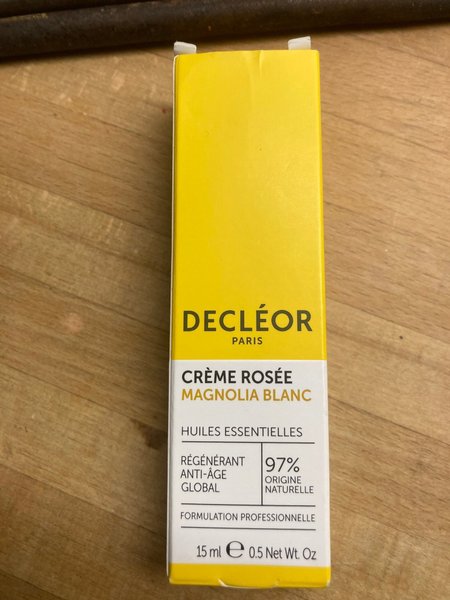 DECLÉOR
PARIS
CRÈME ROSÉE
MAGNOLIA BLANC
HUILES ESSENTIELLES
RÉGÉNÉRANT
ANTI-ÂGE
GLOBAL
97%
ORIGINE
NATURELLE
FORMULATION PROFESSIONNELLE
15 ml ℮ 0.5 Net Wt. Oz